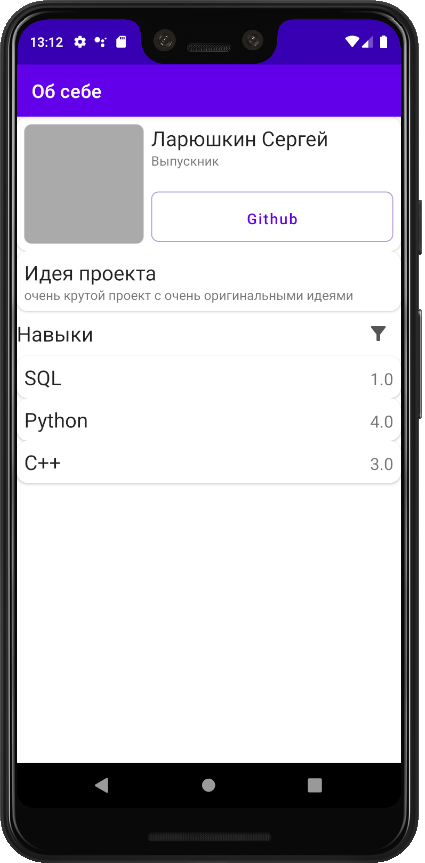 13:12
Об себе
Ларюшкин Сергей
Выпускник
Github
Идея проекта
очень крутой проект с очень оригинальными идеями
Навыки
SQL 1.0
Python 4.0
C++ 3.0